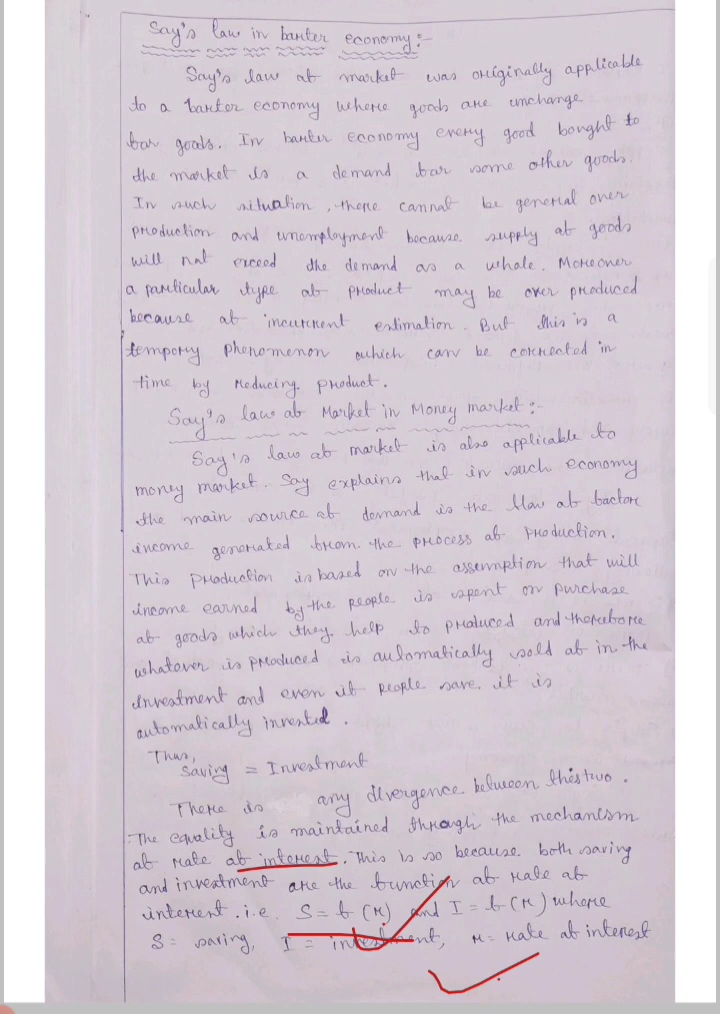 Say's law in barter economy :-
Say's law of market was originally applicable
to a barter economy where goods are unchange
for goods. In barter economy every good bought to
the market is a demand for some other goods.
In such situation, there cannot be general over
production and unemployment because supply of goods
will not exceed the demand as a whole. Moreover
a particular type of product may be over produced
because of incurrent estimation. But this is a
tempory phenomenon which can be corrected in
time by reducing product.
Say's law of Market in Money market :-
Say's law of market is also applicable to
money market. Say explains that in such economy
the main source of demand is the flow of factor
income generated from the process of production.
This production is based on the assumption that will
income earned by the people is spent on purchase
of goods which they help to produced and therefore
whatever is produced is automatically sold of in the
Investment and even if people save it is
automatically invested.
Thus,
Saving = Investment
There is any divergence between this two.
The equality is maintained through the mechanism
of rate of interest. This is so because both saving
and investment are the function of rate of
interest. i.e. S = f (r) and I = f (r) where
S = saving, I = investment, r = rate of interest